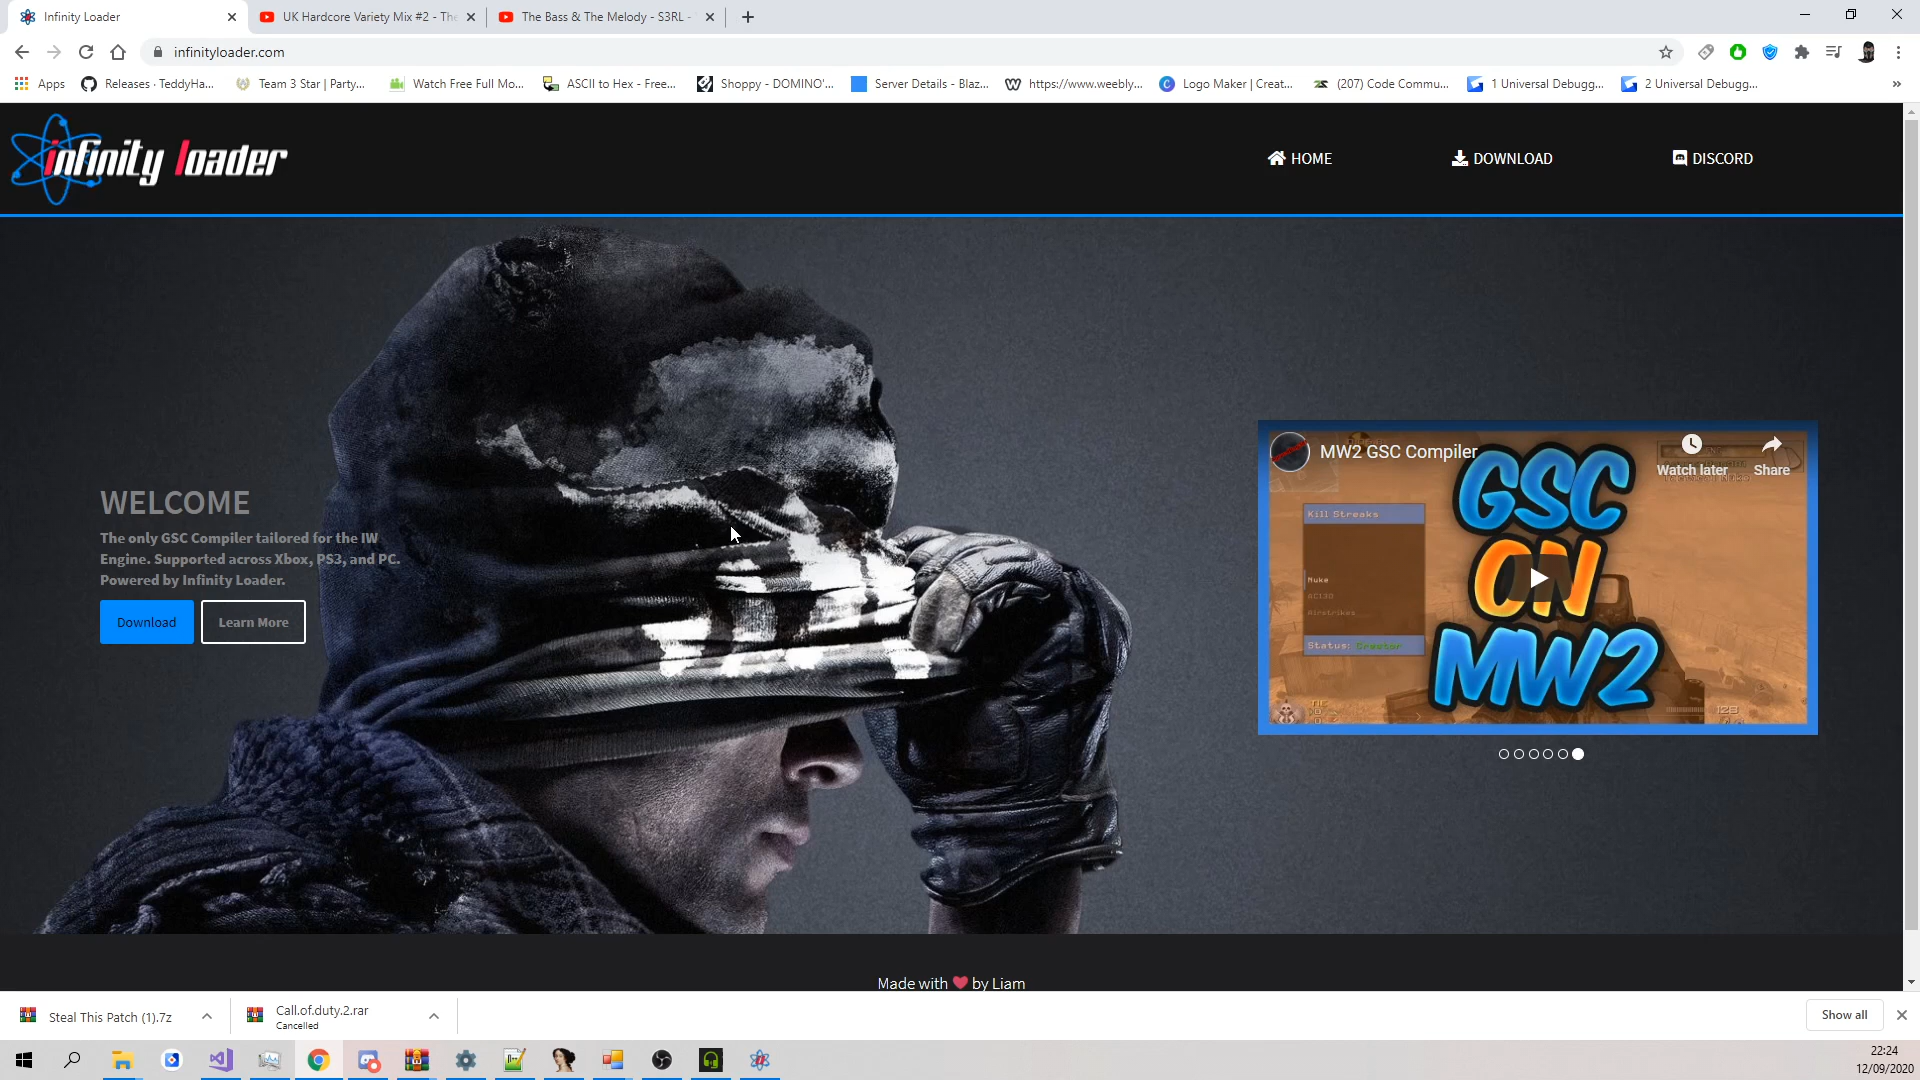 Infinity Loader
UK Hardcore Variety Mix #2 - The
The Bass & The Melody - S3RL -
infinityloader.com
Apps
Releases · TeddyHa...
Team 3 Star | Party...
Watch Free Full Mo...
ASCII to Hex - Free...
Shoppy - DOMINO'...
Server Details - Blaz...
https://www.weebly...
Logo Maker | Creat...
(207) Code Commu...
1 Universal Debugg...
2 Universal Debugg...
»
infinity loader
HOME
DOWNLOAD
DISCORD
WELCOME
The only GSC Compiler tailored for the IW
Engine. Supported across Xbox, PS3, and PC.
Powered by Infinity Loader.
Download
Learn More
MW2 GSC Compiler
Watch later
Share
GSC
ON
MW2
Kill Streaks
Nuke
AC130
Airstrikes
Status: Creator
123
Made with ❤ by Liam
Steal This Patch (1).7z
Call.of.duty.2.rar
Cancelled
Show all
22:24
12/09/2020